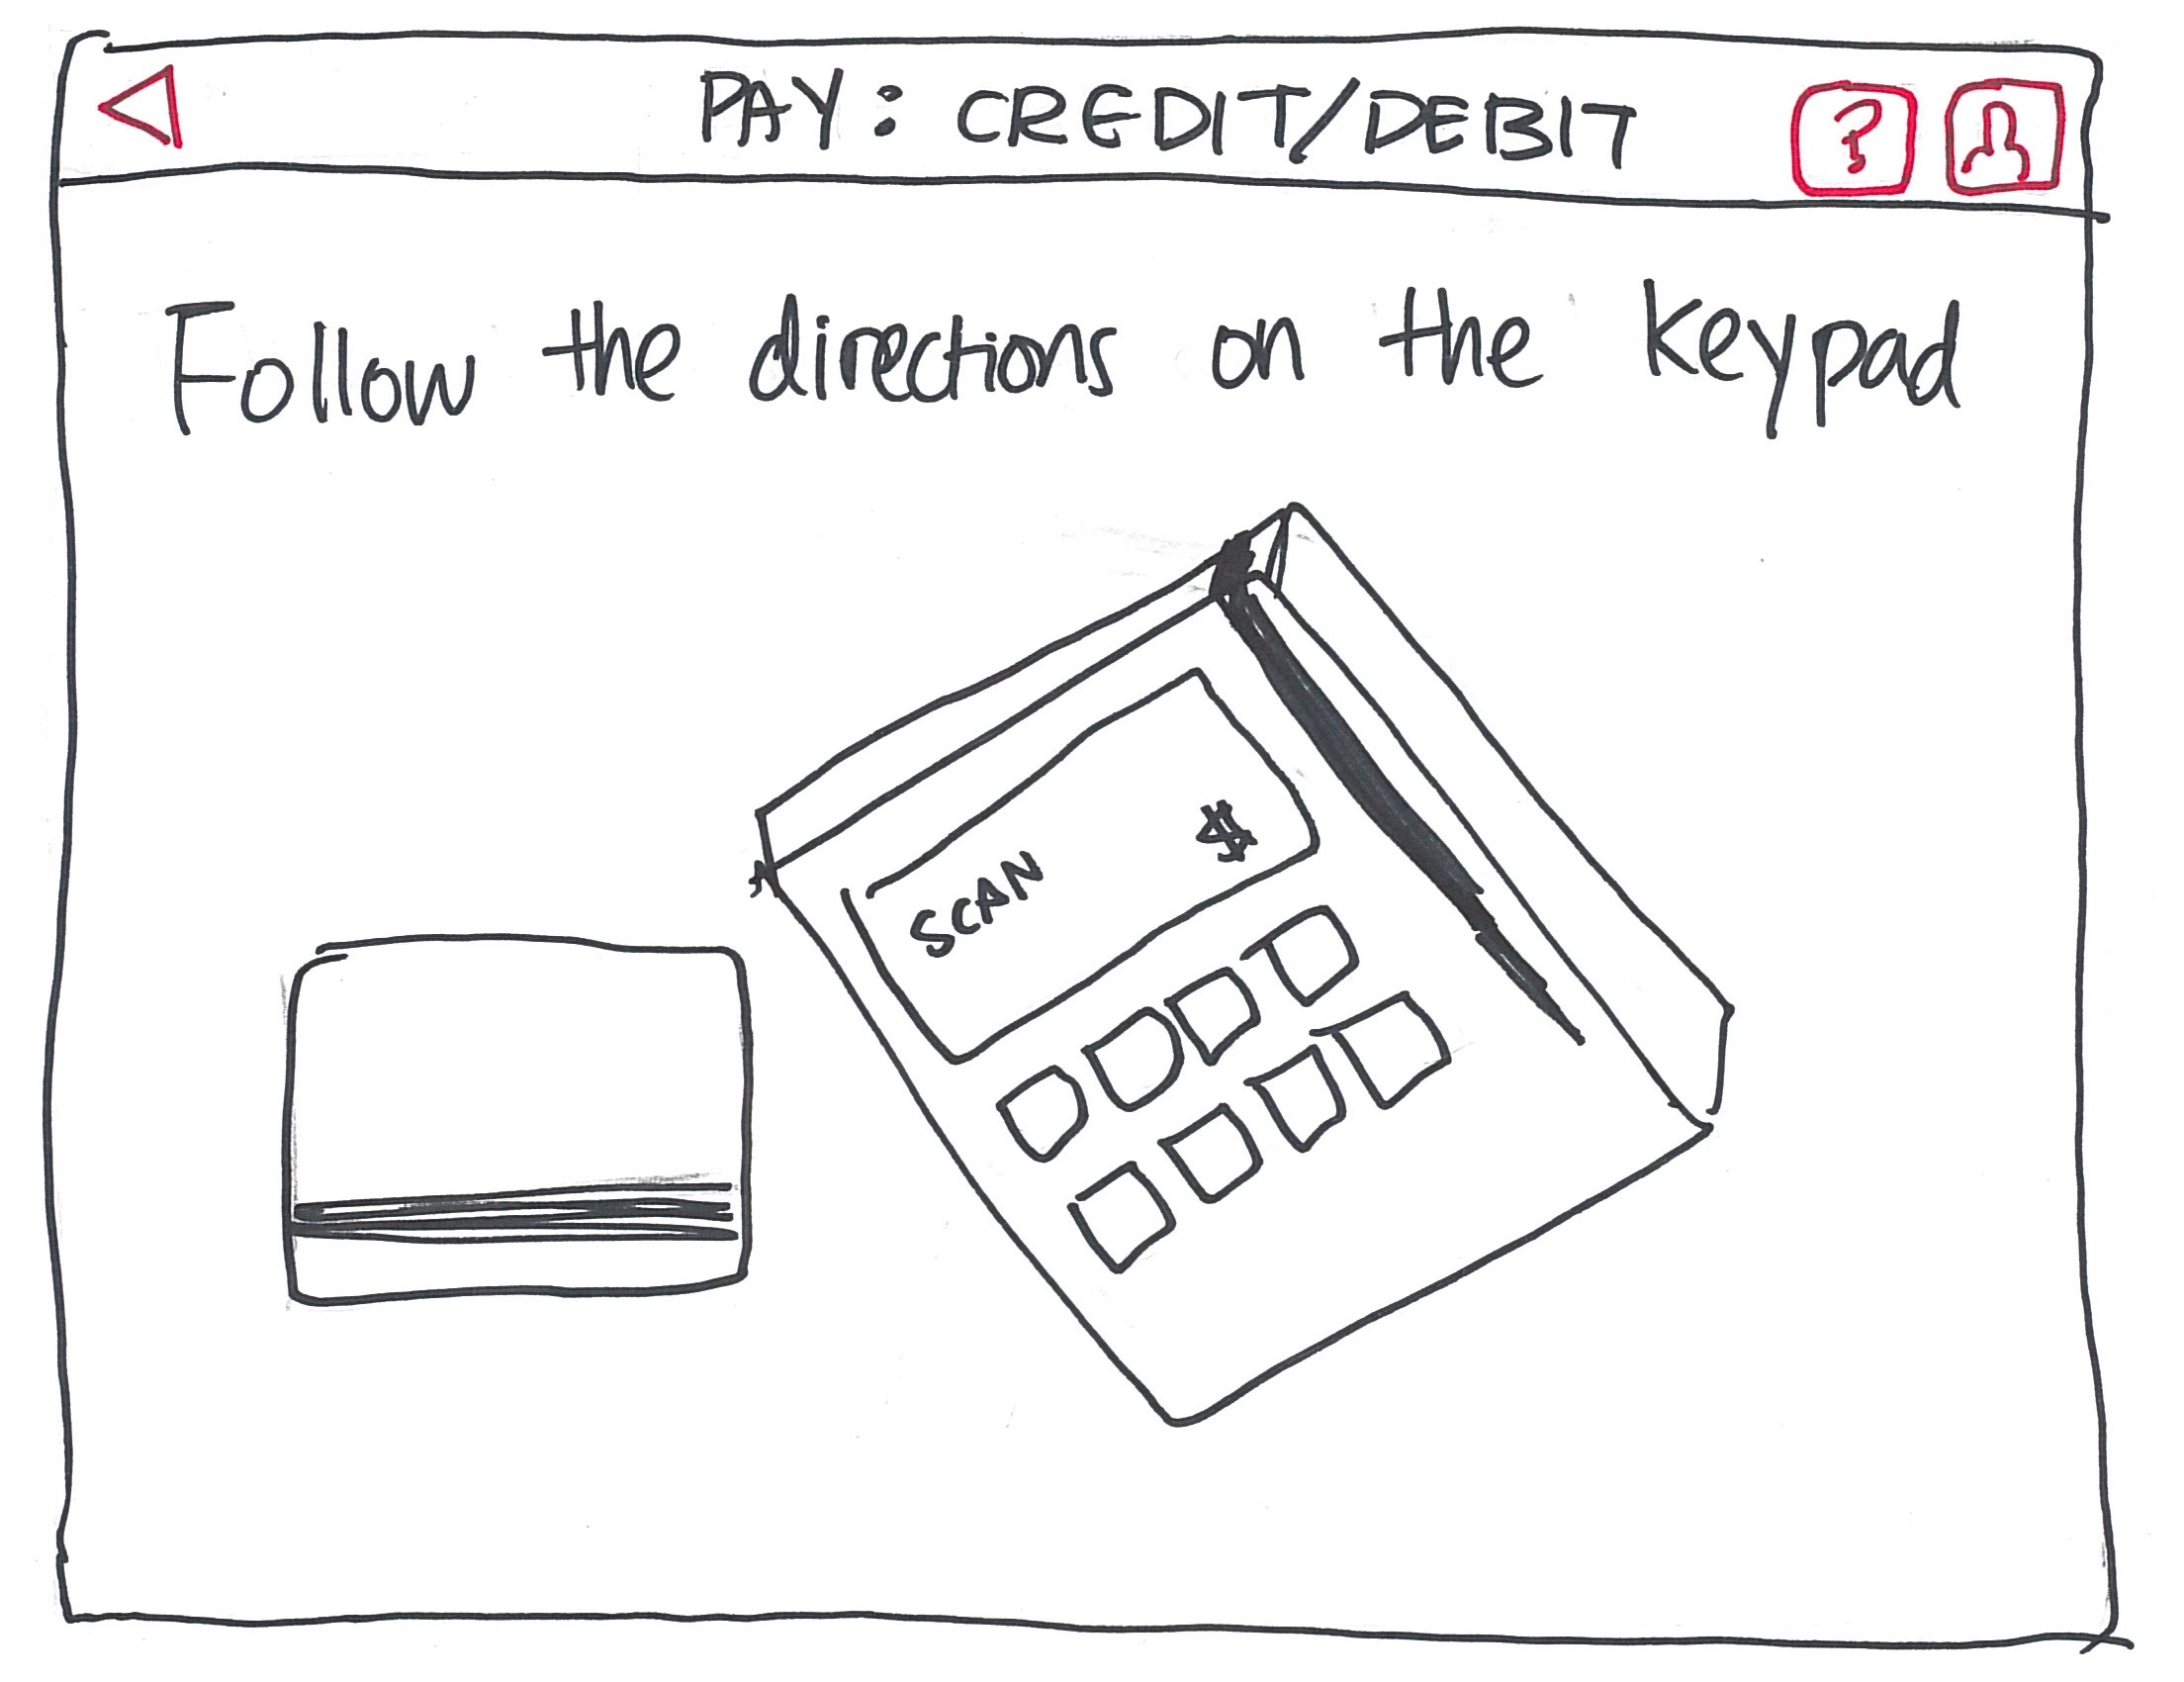 PAY: CREDIT/DEBIT ?
Follow the directions on the keypad
SCAN $